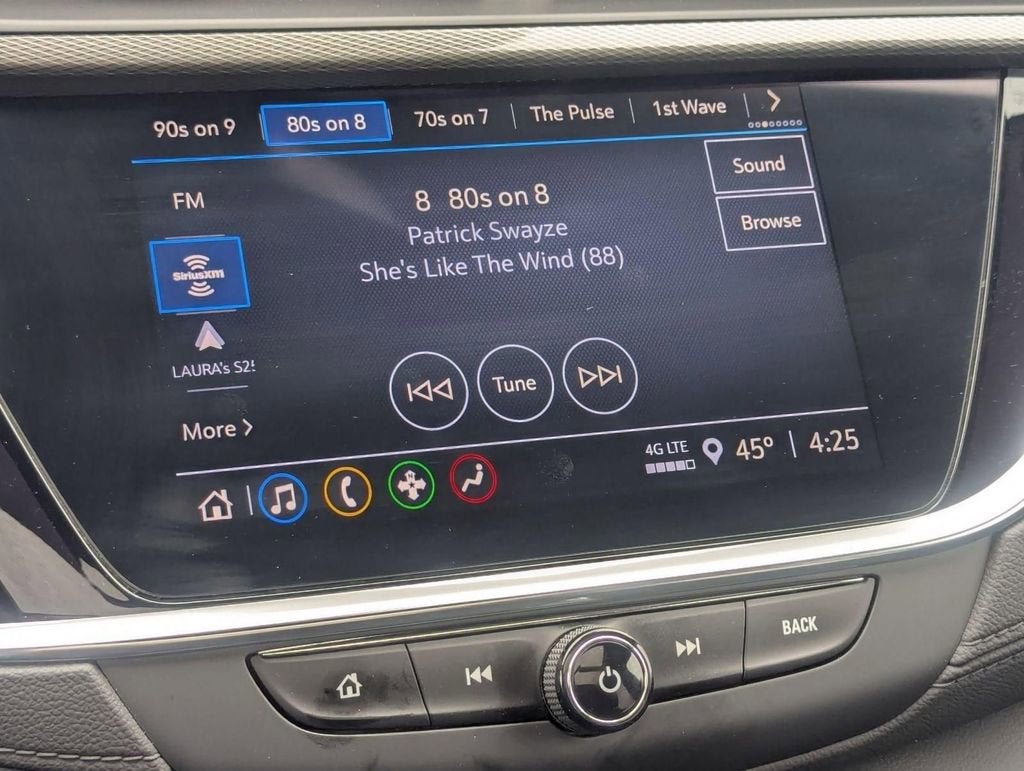 90s on 9 80s on 8 70s on 7 The Pulse 1st Wave
Sound
FM
8 80s on 8
Browse
Patrick Swayze
She's Like The Wind (88)
SiriusXM
LAURA's S2
Tune
More
4G LTE 45° 4:25
BACK